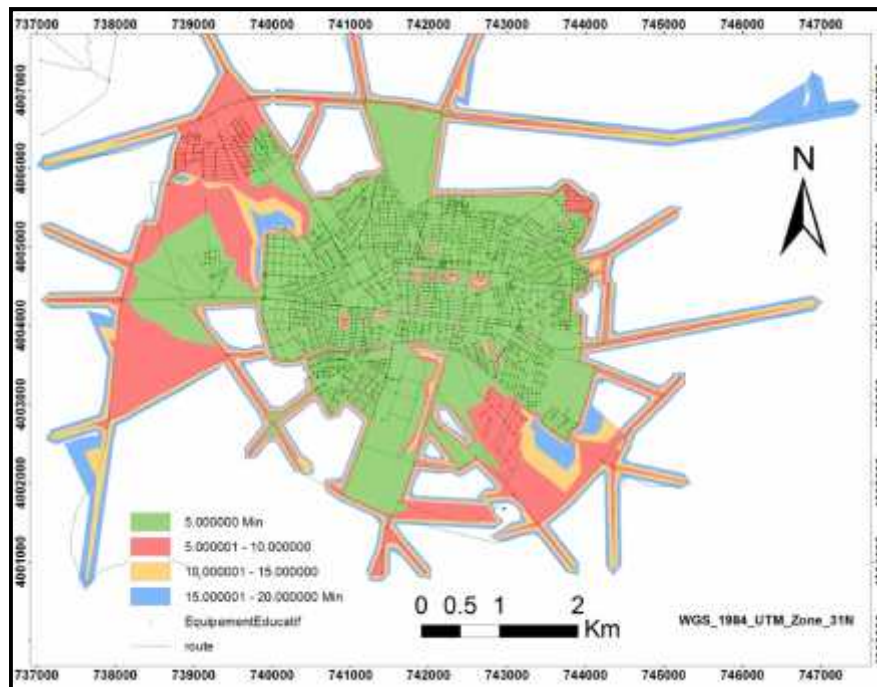 737000 738000 739000 740000 741000 742000 743000 744000 745000 746000 747000
4007000
4006000
4005000
4004000
4003000
4002000
4001000
N
5.000000 Min
5.000001 - 10.000000
10.000001 - 15.000000
15.000001 - 20.000000 Min
EquipementEducatif
route
0 0.5 1 2
Km
WGS_1984_UTM_Zone_31N
737000 738000 739000 740000 741000 742000 743000 744000 745000 746000 747000